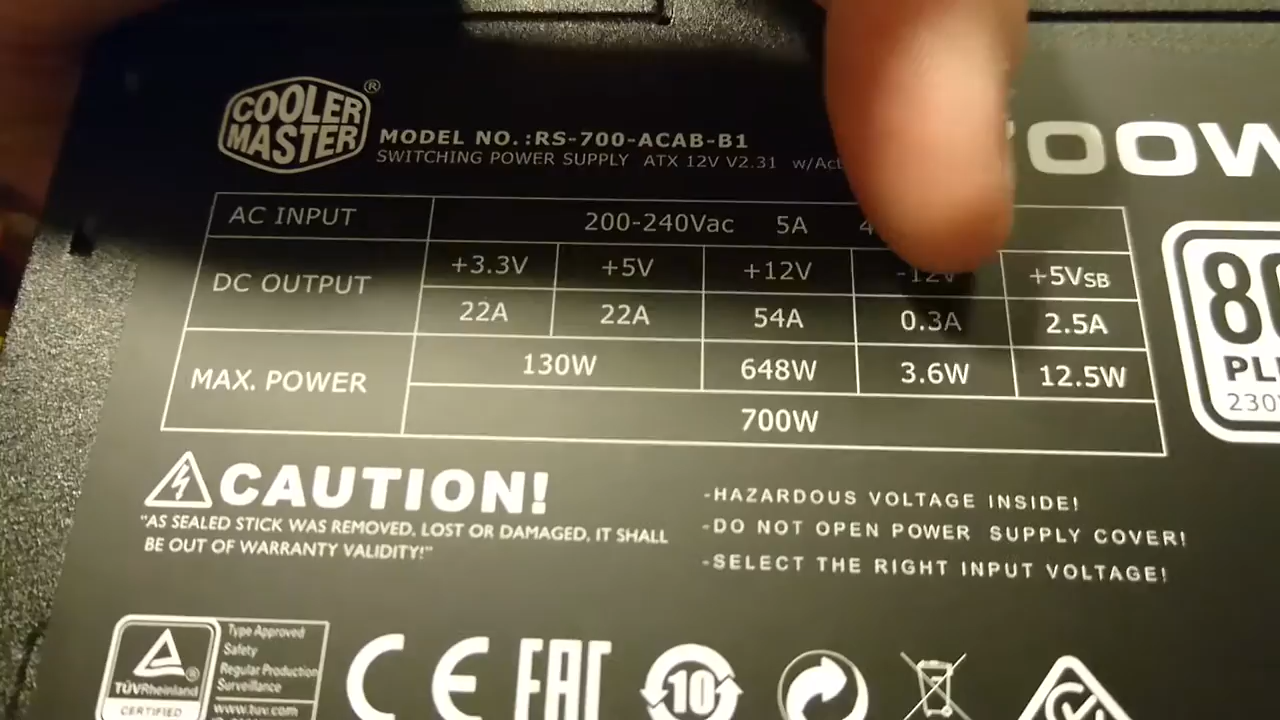 COOLER MASTER ®
MODEL NO.:RS-700-ACAB-B1
SWITCHING POWER SUPPLY ATX 12V V2.31
AC INPUT 200-240Vac 5A
DC OUTPUT +3.3V +5V +12V -12V +5VSB
22A 22A 54A 0.3A 2.5A
MAX. POWER 130W 648W 3.6W 12.5W
700W
CAUTION!
"AS SEALED STICK WAS REMOVED, LOST OR DAMAGED, IT SHALL
BE OUT OF WARRANTY VALIDITY!"
-HAZARDOUS VOLTAGE INSIDE!
-DO NOT OPEN POWER SUPPLY COVER!
-SELECT THE RIGHT INPUT VOLTAGE!
TÜVRheinland ®
CERTIFIED
Type Approved
Safety
Regular Production
Surveillance
www.tuv.com
CE
EAC
10